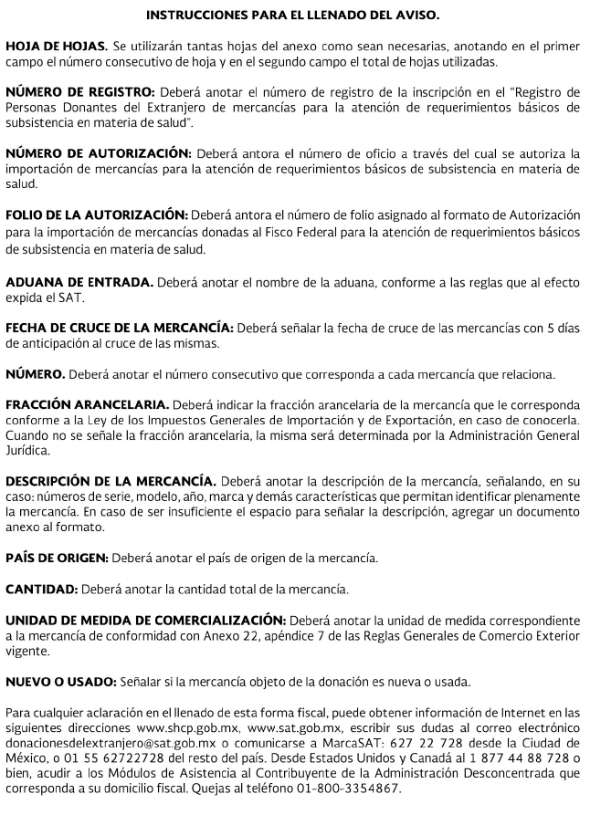 INSTRUCCIONES PARA EL LLENADO DEL AVISO.
HOJA DE HOJAS. Se utilizarán tantas hojas del anexo como sean necesarias, anotando en el primer
campo el número consecutivo de hoja y en el segundo campo el total de hojas utilizadas.
NÚMERO DE REGISTRO: Deberá anotar el número de registro de la inscripción en el "Registro de
Personas Donantes del Extranjero de mercancías para la atención de requerimientos básicos de
subsistencia en materia de salud".
NÚMERO DE AUTORIZACIÓN: Deberá antora el número de oficio a través del cual se autoriza la
importación de mercancías para la atención de requerimientos básicos de subsistencia en materia de
salud.
FOLIO DE LA AUTORIZACIÓN: Deberá antora el número de folio asignado al formato de Autorización
para la importación de mercancías donadas al Fisco Federal para la atención de requerimientos básicos
de subsistencia en materia de salud.
ADUANA DE ENTRADA. Deberá anotar el nombre de la aduana, conforme a las reglas que al efecto
expida el SAT.
FECHA DE CRUCE DE LA MERCANCÍA: Deberá señalar la fecha de cruce de las mercancías con 5 días
de anticipación al cruce de las mismas.
NÚMERO. Deberá anotar el número consecutivo que corresponda a cada mercancía que relaciona.
FRACCIÓN ARANCELARIA. Deberá indicar la fracción arancelaria de la mercancía que le corresponda
conforme a la Ley de los Impuestos Generales de Importación y de Exportación, en caso de conocerla.
Cuando no se señale la fracción arancelaria, la misma será determinada por la Administración General
Jurídica.
DESCRIPCIÓN DE LA MERCANCÍA. Deberá anotar la descripción de la mercancía, señalando, en su
caso: números de serie, modelo, año, marca y demás características que permitan identificar plenamente
la mercancía. En caso de ser insuficiente el espacio para señalar la descripción, agregar un documento
anexo al formato.
PAÍS DE ORIGEN: Deberá anotar el país de origen de la mercancía.
CANTIDAD: Deberá anotar la cantidad total de la mercancía.
UNIDAD DE MEDIDA DE COMERCIALIZACIÓN: Deberá anotar la unidad de medida correspondiente
a la mercancía de conformidad con Anexo 22, apéndice 7 de las Reglas Generales de Comercio Exterior
vigente.
NUEVO O USADO: Señalar si la mercancía objeto de la donación es nueva o usada.
Para cualquier aclaración en el llenado de esta forma fiscal, puede obtener información de Internet en las
siguientes direcciones www.shcp.gob.mx, www.sat.gob.mx, escribir sus dudas al correo electrónico
donacionesdelextranjero@sat.gob.mx o comunicarse a MarcaSAT: 627 22 728 desde la Ciudad de
México, o 01 55 62722728 del resto del país. Desde Estados Unidos y Canadá al 1 877 44 88 728 o
bien, acudir a los Módulos de Asistencia al Contribuyente de la Administración Desconcentrada que
corresponda a su domicilio fiscal. Quejas al teléfono 01-800-3354867.